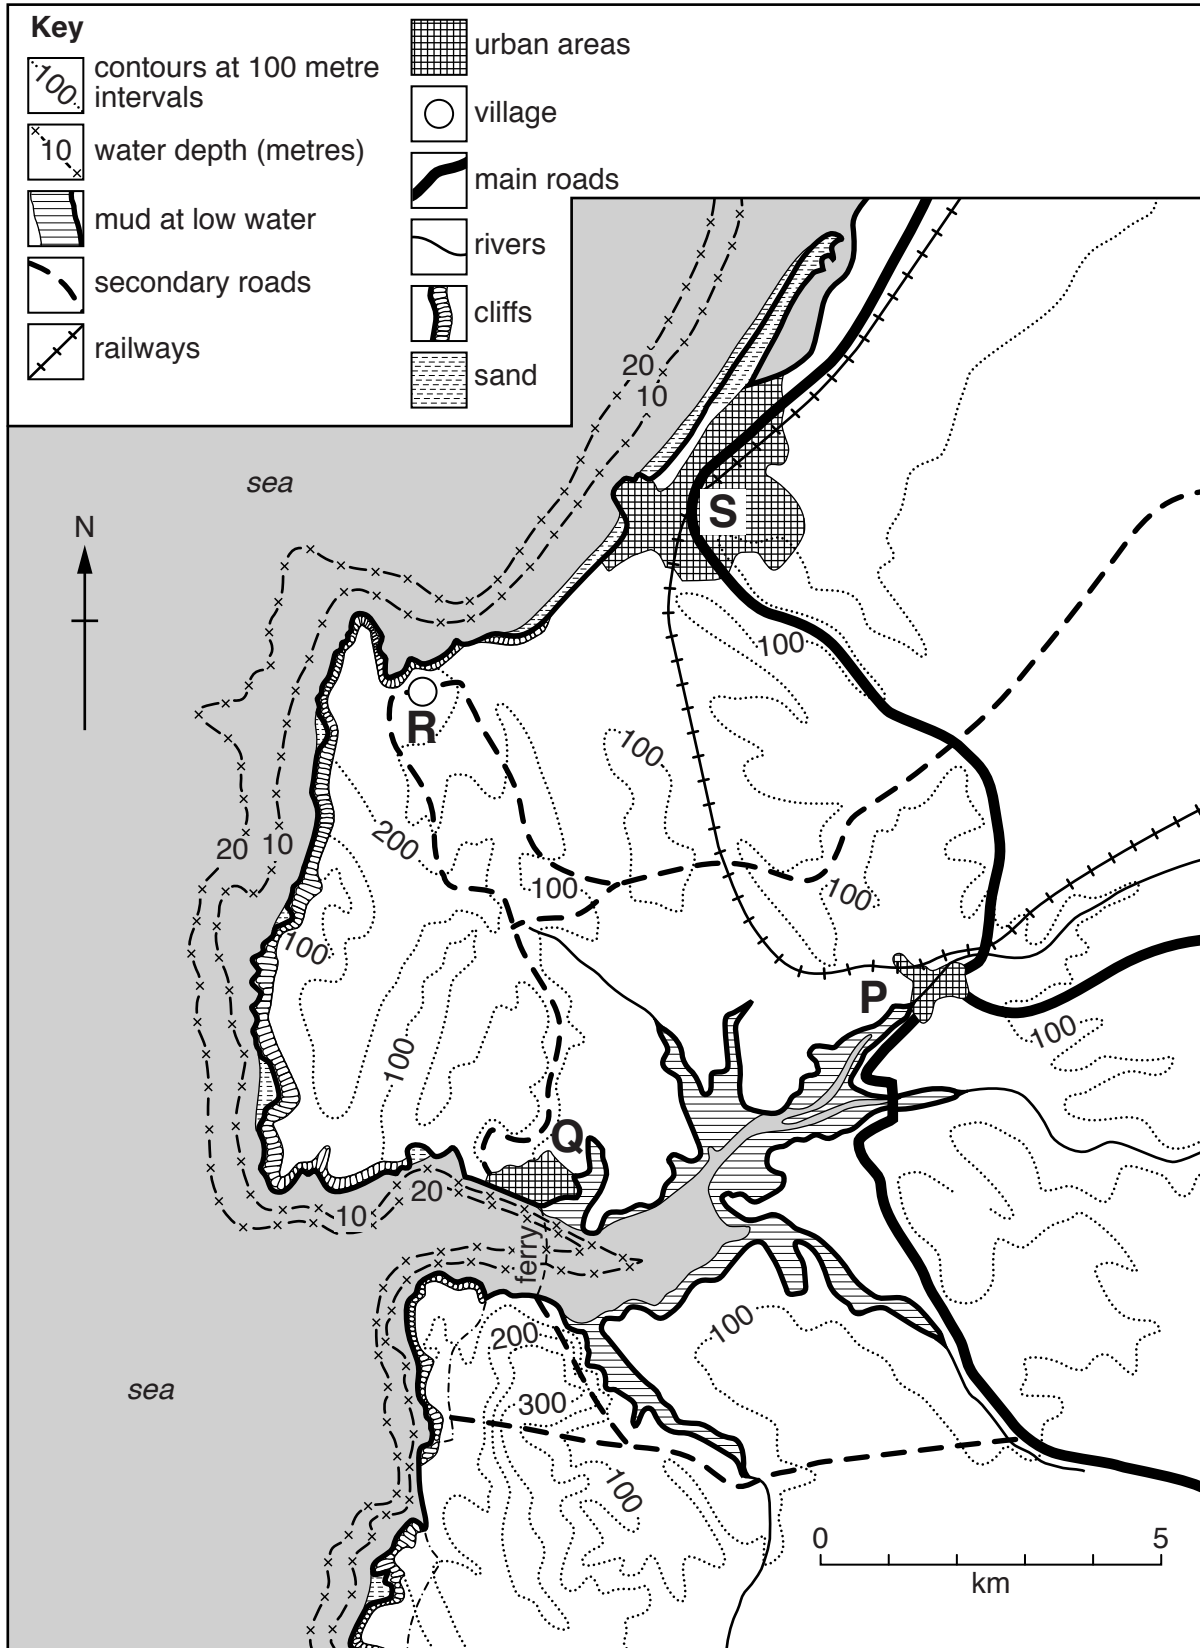 Key
contours at 100 metre
intervals
100
10
water depth (metres)
mud at low water
secondary roads
railways
urban areas
village
main roads
rivers
cliffs
sand
20
10
sea
N
S
100
R
100
200
20
10
100
100
100
P
100
100
Q
20
10
ferry
200
100
sea
300
100
0
5
km